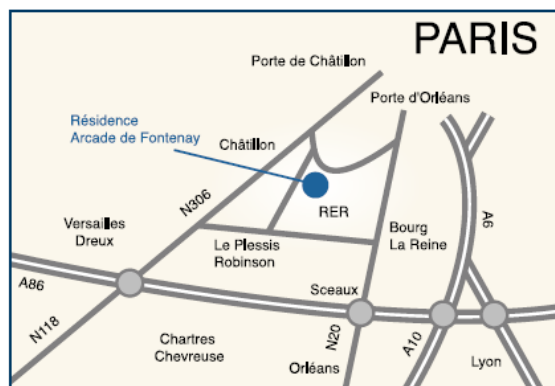 PARIS
Porte de Châtillon
Porte d'Orléans
Résidence
Arcade de Fontenay
Châtillon
N306
RER
Versailles
Dreux
Le Plessis
Robinson
Bourg
La Reine
A6
A86
Sceaux
N118
Chartres
Chevreuse
N20
A10
Orléans
Lyon